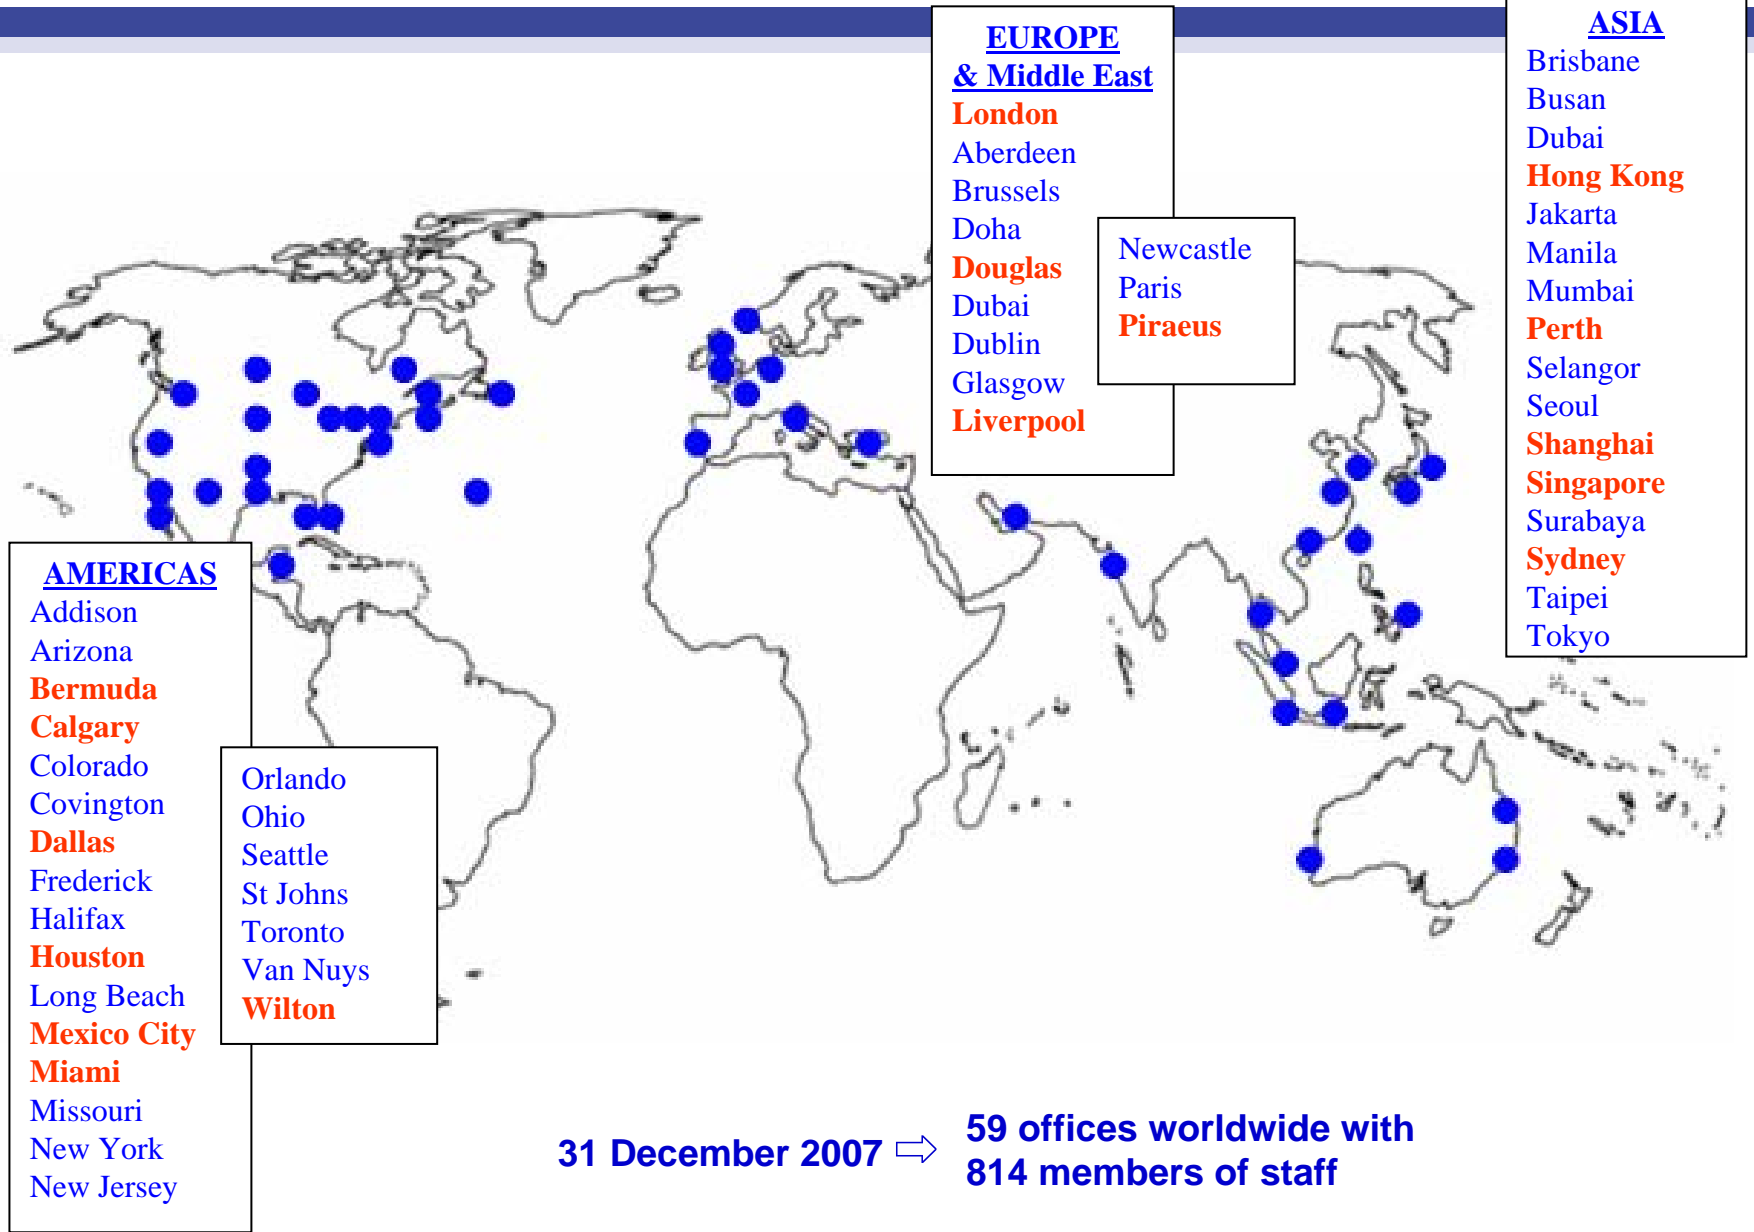 EUROPE
& Middle East
London
Aberdeen
Brussels
Doha
Douglas
Dubai
Dublin
Glasgow
Liverpool
Newcastle
Paris
Piraeus
ASIA
Brisbane
Busan
Dubai
Hong Kong
Jakarta
Manila
Mumbai
Perth
Selangor
Seoul
Shanghai
Singapore
Surabaya
Sydney
Taipei
Tokyo
AMERICAS
Addison
Arizona
Bermuda
Calgary
Colorado
Covington
Dallas
Frederick
Halifax
Houston
Long Beach
Mexico City
Miami
Missouri
New York
New Jersey
Orlando
Ohio
Seattle
St Johns
Toronto
Van Nuys
Wilton
31 December 2007 ⇨
59 offices worldwide with
814 members of staff